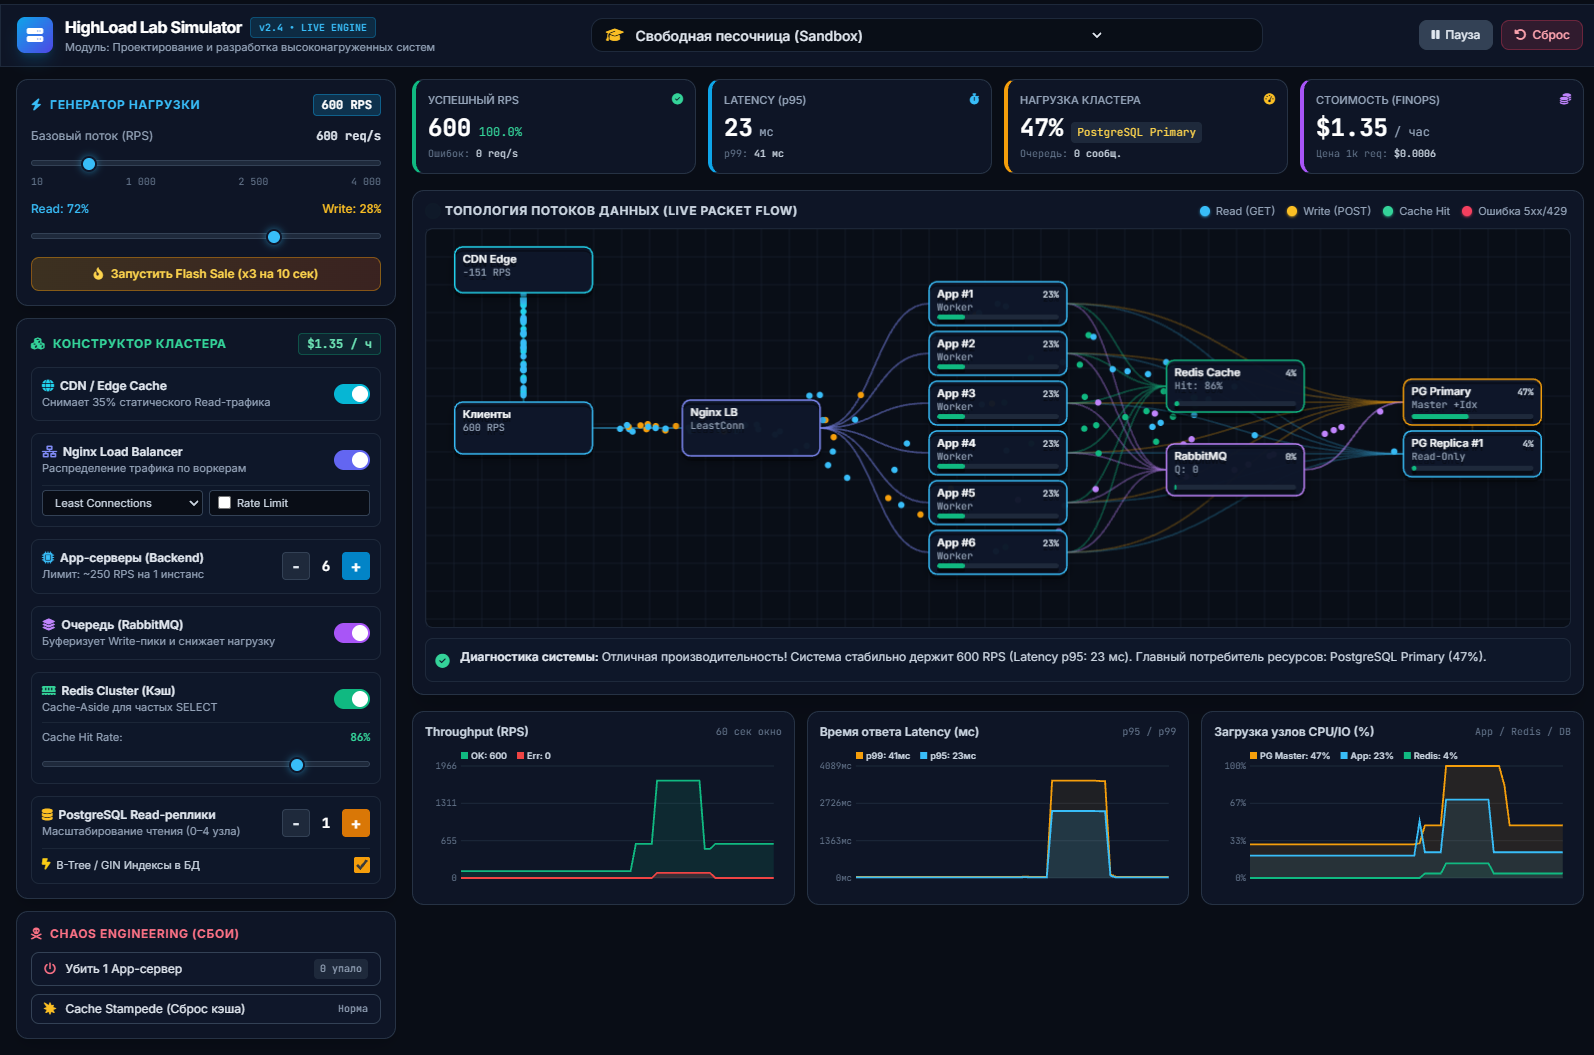 HighLoad Lab Simulator
v2.4 • LIVE ENGINE
Модуль: Проектирование и разработка высоконагруженных систем
Свободная песочница (Sandbox)
Пауза
Сброс
ГЕНЕРАТОР НАГРУЗКИ
600 RPS
Базовый поток (RPS)
600 req/s
10
1 000
2 500
4 000
Read: 72%
Write: 28%
Запустить Flash Sale (x3 на 10 сек)
КОНСТРУКТОР КЛАСТЕРА
$1.35 / ч
CDN / Edge Cache
Снимает 35% статического Read-трафика
Nginx Load Balancer
Распределение трафика по воркерам
Least Connections
Rate Limit
App-серверы (Backend)
Лимит: ~250 RPS на 1 инстанс
-
6
+
Очередь (RabbitMQ)
Буферизует Write-пики и снижает нагрузку
Redis Cluster (Кэш)
Cache-Aside для частых SELECT
Cache Hit Rate:
86%
PostgreSQL Read-реплики
Масштабирование чтения (0–4 узла)
-
1
+
B-Tree / GIN Индексы в БД
CHAOS ENGINEERING (СБОИ)
Убить 1 App-сервер
0 упало
Cache Stampede (Сброс кэша)
Норма
УСПЕШНЫЙ RPS
600 100.0%
Ошибок: 0 req/s
LATENCY (p95)
23 мс
p99: 41 мс
НАГРУЗКА КЛАСТЕРА
47% PostgreSQL Primary
Очередь: 0 сообщ.
СТОИМОСТЬ (FINOPS)
$1.35 / час
Цена 1k req: $0.0006
ТОПОЛОГИЯ ПОТОКОВ ДАННЫХ (LIVE PACKET FLOW)
Read (GET)
Write (POST)
Cache Hit
Ошибка 5xx/429
CDN Edge
-151 RPS
Клиенты
600 RPS
Nginx LB
LeastConn
App #1
23%
Worker
App #2
23%
Worker
App #3
23%
Worker
App #4
23%
Worker
App #5
23%
Worker
App #6
23%
Worker
Redis Cache
4%
Hit: 86%
RabbitMQ
0%
Q: 0
PG Primary
47%
Master +Idx
PG Replica #1
4%
Read-Only
Диагностика системы: Отличная производительность! Система стабильно держит 600 RPS (Latency p95: 23 мс). Главный потребитель ресурсов: PostgreSQL Primary (47%).
Throughput (RPS)
60 сек окно
OK: 600
Err: 0
1966
1311
655
0
Время ответа Latency (мс)
p95 / p99
p99: 41мс
p95: 23мс
4089мс
2726мс
1363мс
0мс
Загрузка узлов CPU/IO (%)
App / Redis / DB
PG Master: 47%
App: 23%
Redis: 4%
100%
67%
33%
0%